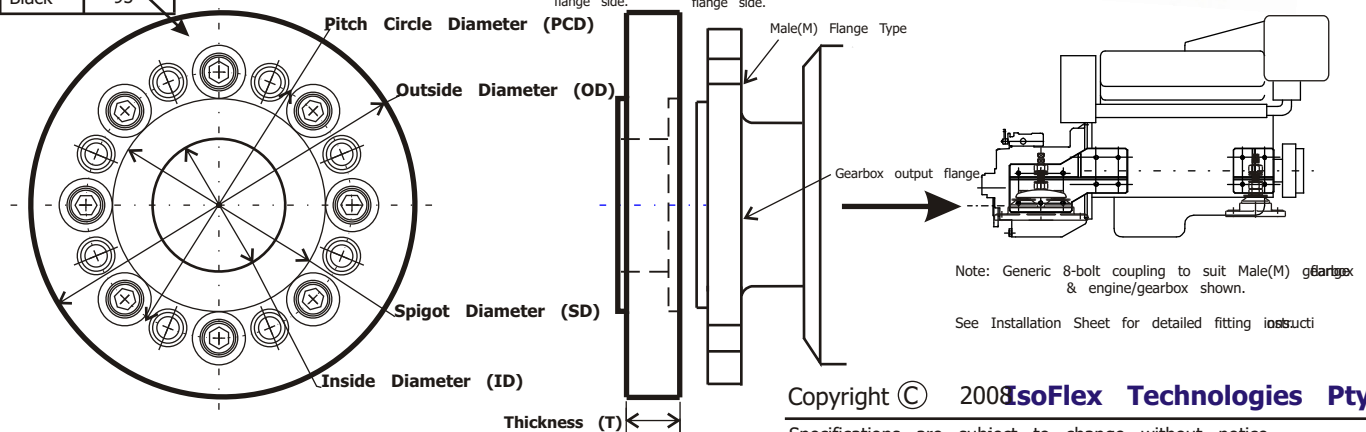 Black 95
flange side. flange side.
Pitch Circle Diameter (PCD)
Male(M) Flange Type
Outside Diameter (OD)
Gearbox output flange
Note: Generic 8-bolt coupling to suit Male(M)
& engine/gearbox shown.
Spigot Diameter (SD)
See Installation Sheet for detailed fitting
Inside Diameter (ID)
Copyright © 2008 IsoFlex Technologies Pty
Thickness (T)
Specifications are subject to change without notice